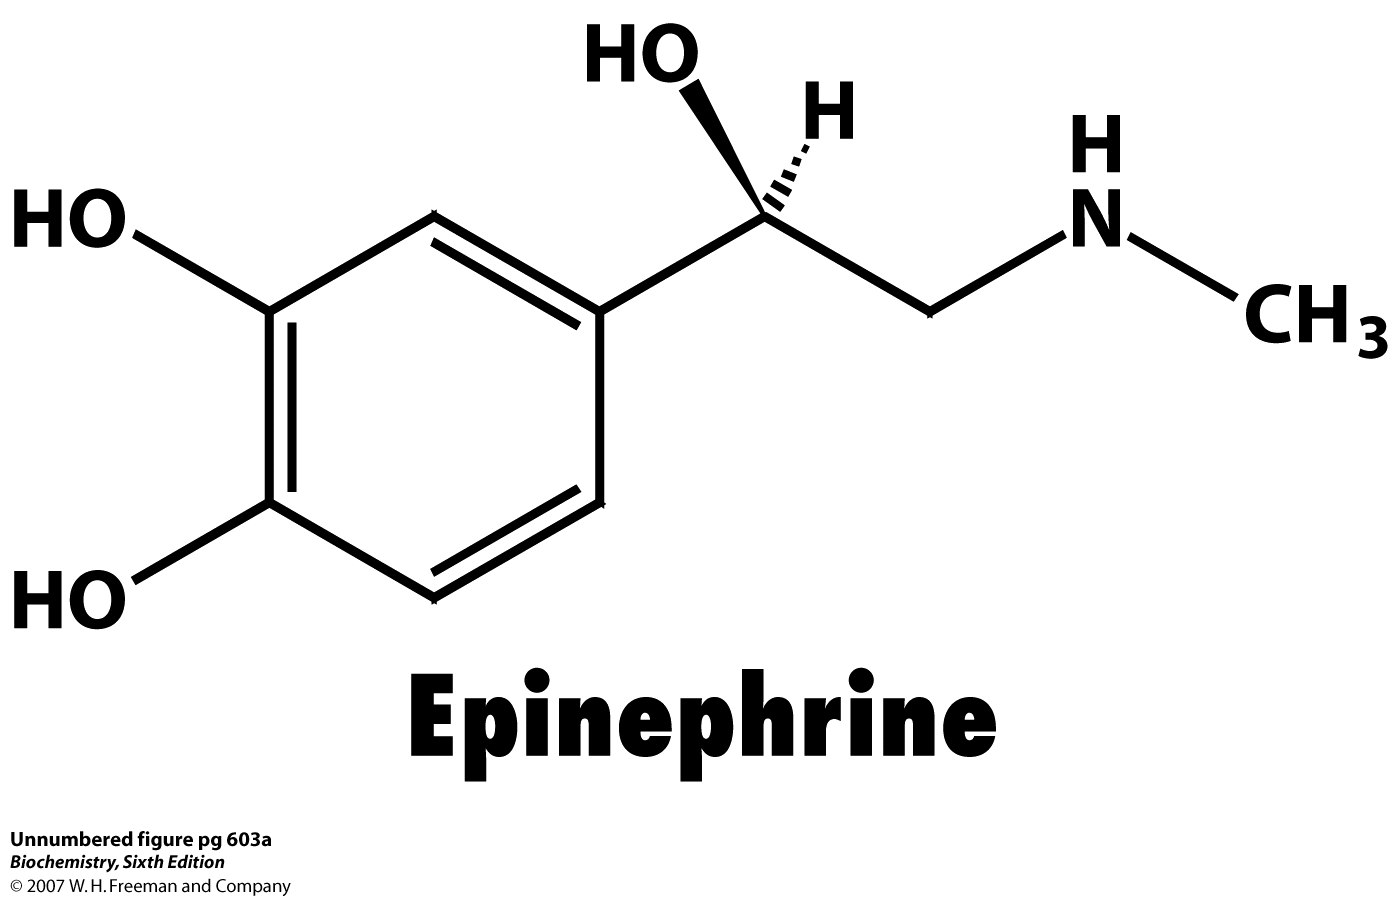 HO
H
H
N
HO
CH3
HO
Epinephrine
Unnumbered figure pg 603a
Biochemistry, Sixth Edition
© 2007 W. H. Freeman and Company